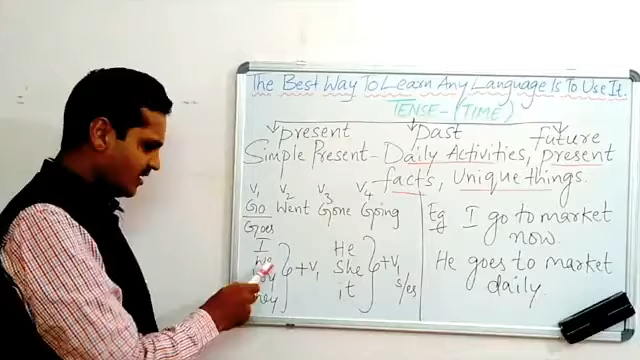 The Best Way To Learn Any Language Is To Use It.
TENSE-(TIME)
present Past future
Simple Present - Daily Activities, present
facts, Unique things.
V1 V2 V3 V4
Go Went Gone Going
Goes
I
we
+V1
He
She
it
+V1
s/es
Eg I go to market
now.
He goes to market
daily.